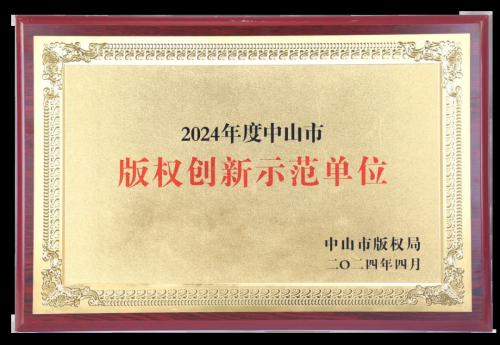 2024年度中山市
版权创新示范单位
中山市版权局
二〇二四年四月